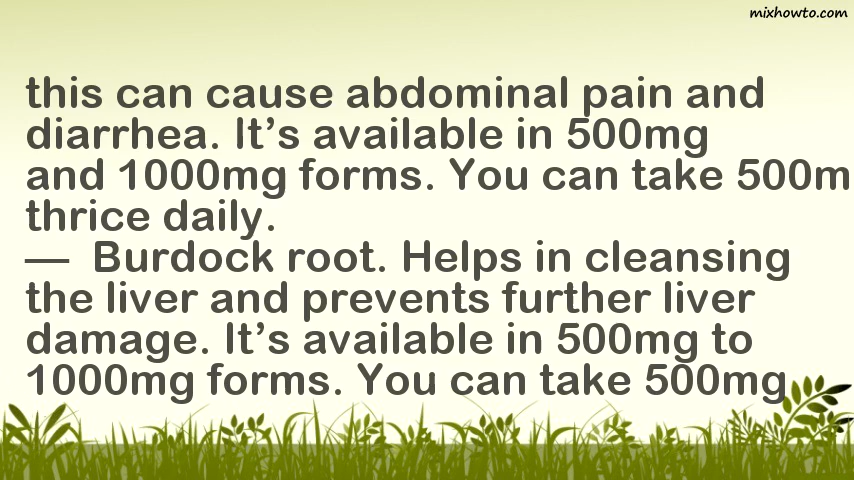 mixhowto.com
this can cause abdominal pain and
diarrhea. It’s available in 500mg
and 1000mg forms. You can take 500m
thrice daily.
— Burdock root. Helps in cleansing
the liver and prevents further liver
damage. It’s available in 500mg to
1000mg forms. You can take 500mg